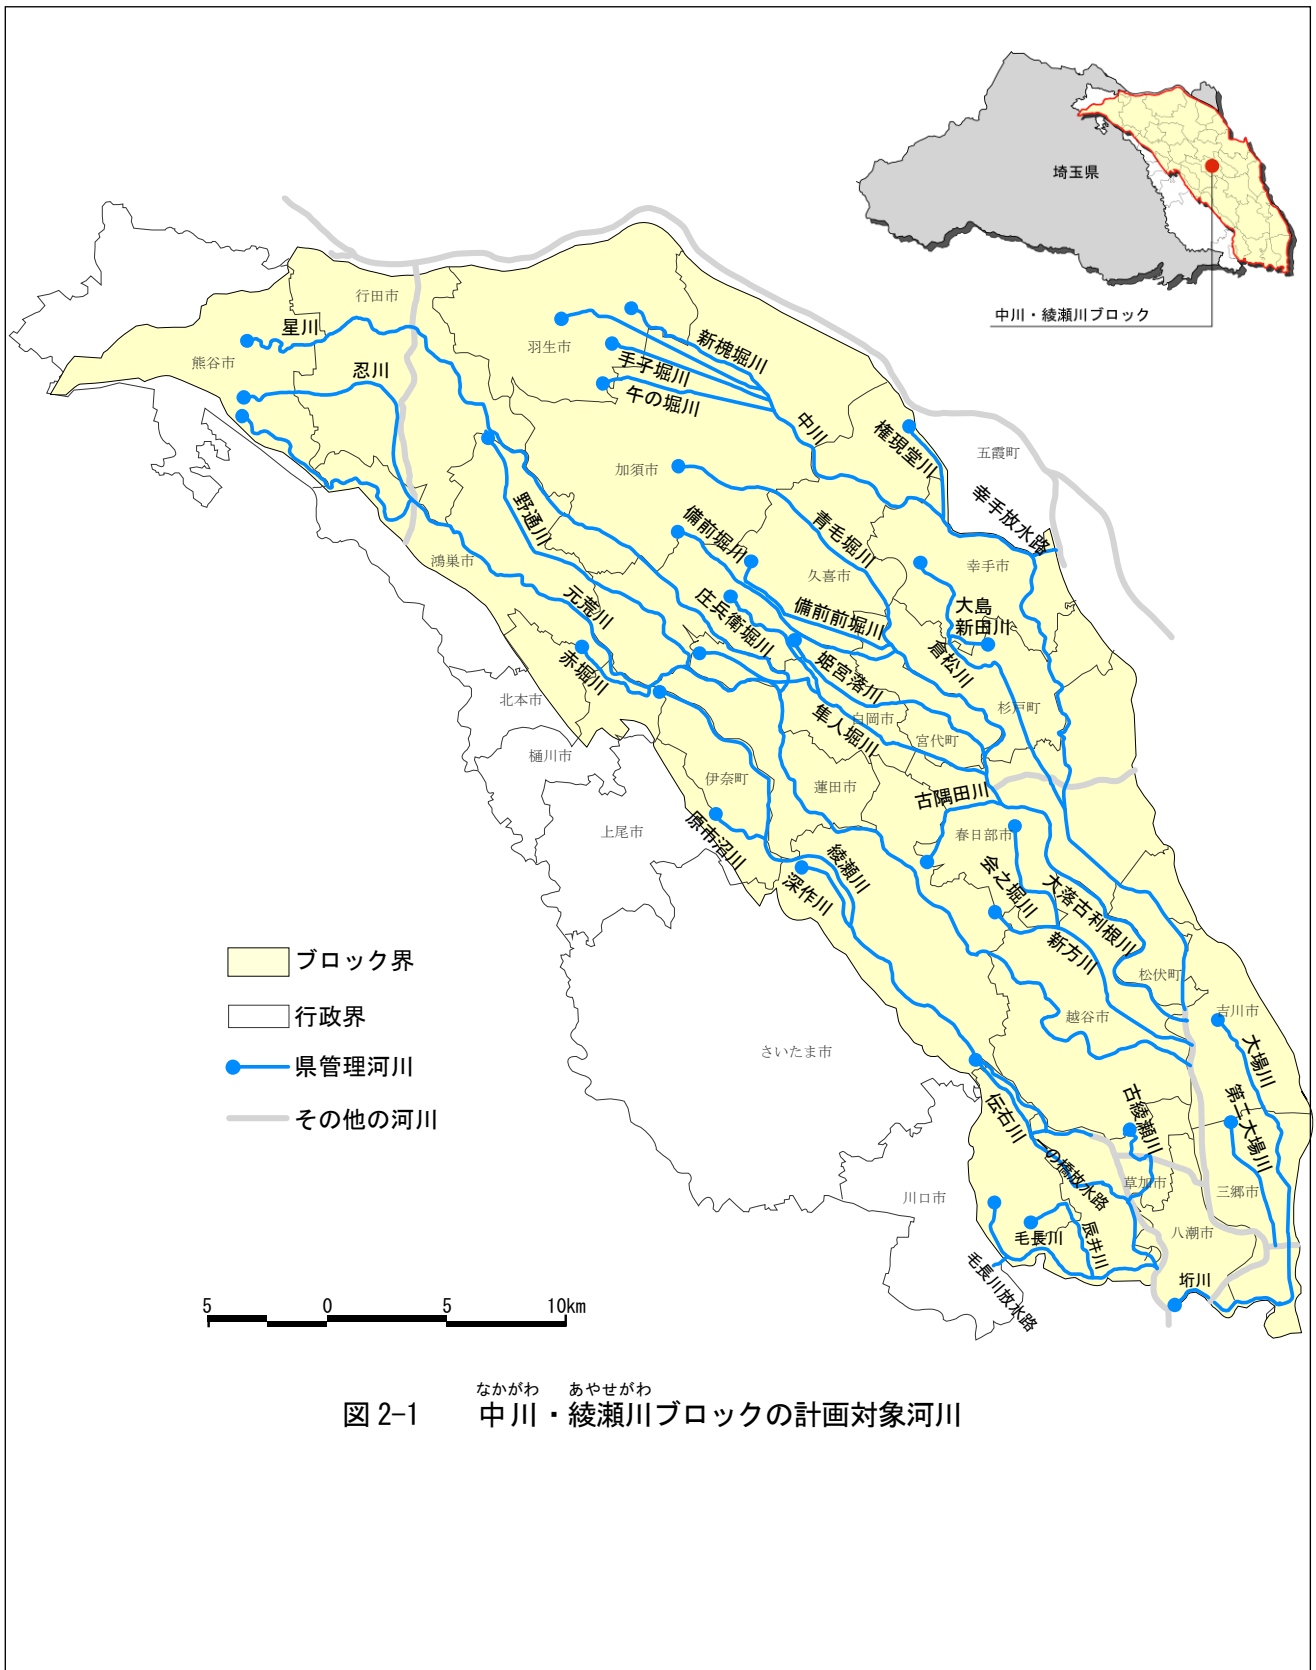 埼玉県
中川・綾瀬川ブロック
行田市
星川
熊谷市
忍川
羽生市
新槐堀川
手子堀川
午の堀川
中川
権現堂川
五霞町
幸手放水路
加須市
野通川
備前堀川
青毛堀川
久喜市
幸手市
鴻巣市
元荒川
庄兵衛堀川
備前前堀川
大島
新田川
倉松川
赤堀川
姫宮落川
隼人堀川
白岡市
宮代町
杉戸町
北本市
桶川市
伊奈町
蓮田市
古隅田川
春日部市
上尾市
原市沼川
深作川
綾瀬川
会之堀川
大落古利根川
新方川
松伏町
吉川市
越谷市
さいたま市
大場川
第二大場川
古綾瀬川
伝右川
一の橋放水路
草加市
三郷市
川口市
毛長川
辰井川
八潮市
毛長川放水路
垳川
ブロック界
行政界
県管理河川
その他の河川
5 0 5 10km
なかがわ あやせがわ
図2-1 中川・綾瀬川ブロックの計画対象河川